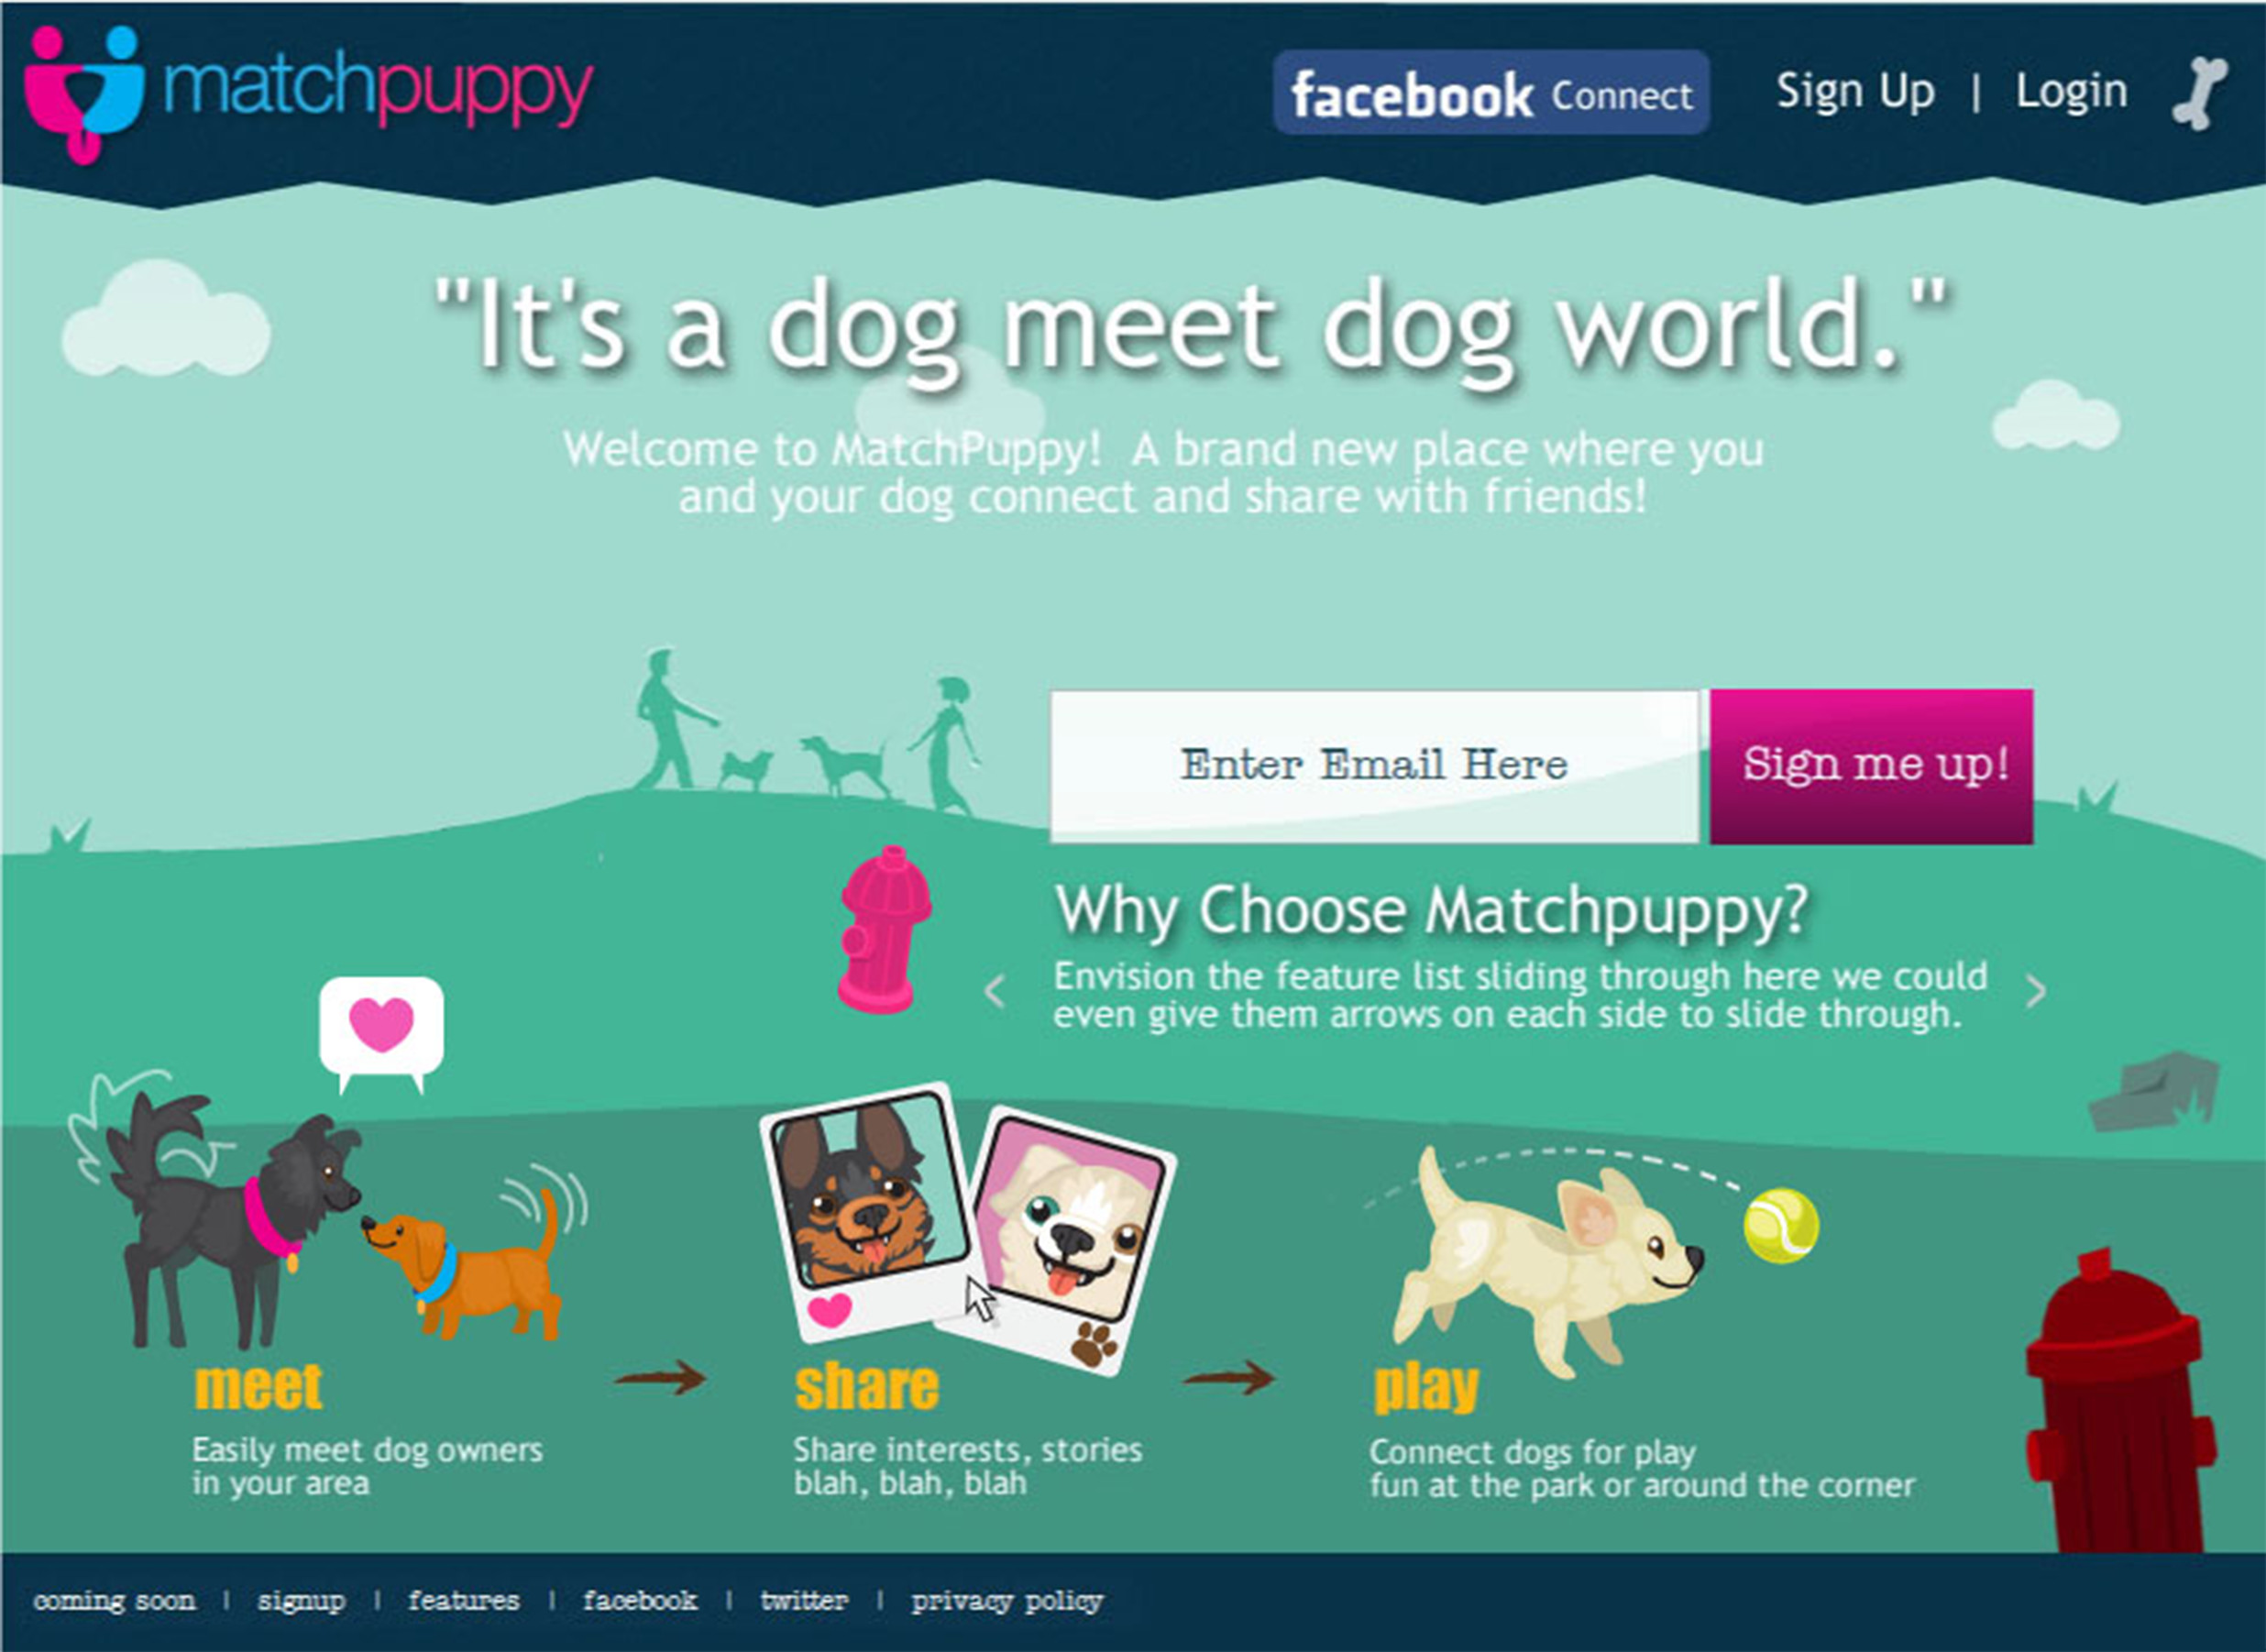 matchpuppy
facebook Connect
Sign Up | Login
"It's a dog meet dog world."
Welcome to MatchPuppy! A brand new place where you
and your dog connect and share with friends!
Enter Email Here
Sign me up!
Why Choose Matchpuppy?
< Envision the feature list sliding through here we could >
even give them arrows on each side to slide through.
meet
Easily meet dog owners
in your area
share
Share interests, stories
blah, blah, blah
play
Connect dogs for play
fun at the park or around the corner
coming soon | signup | features | facebook | twitter | privacy policy